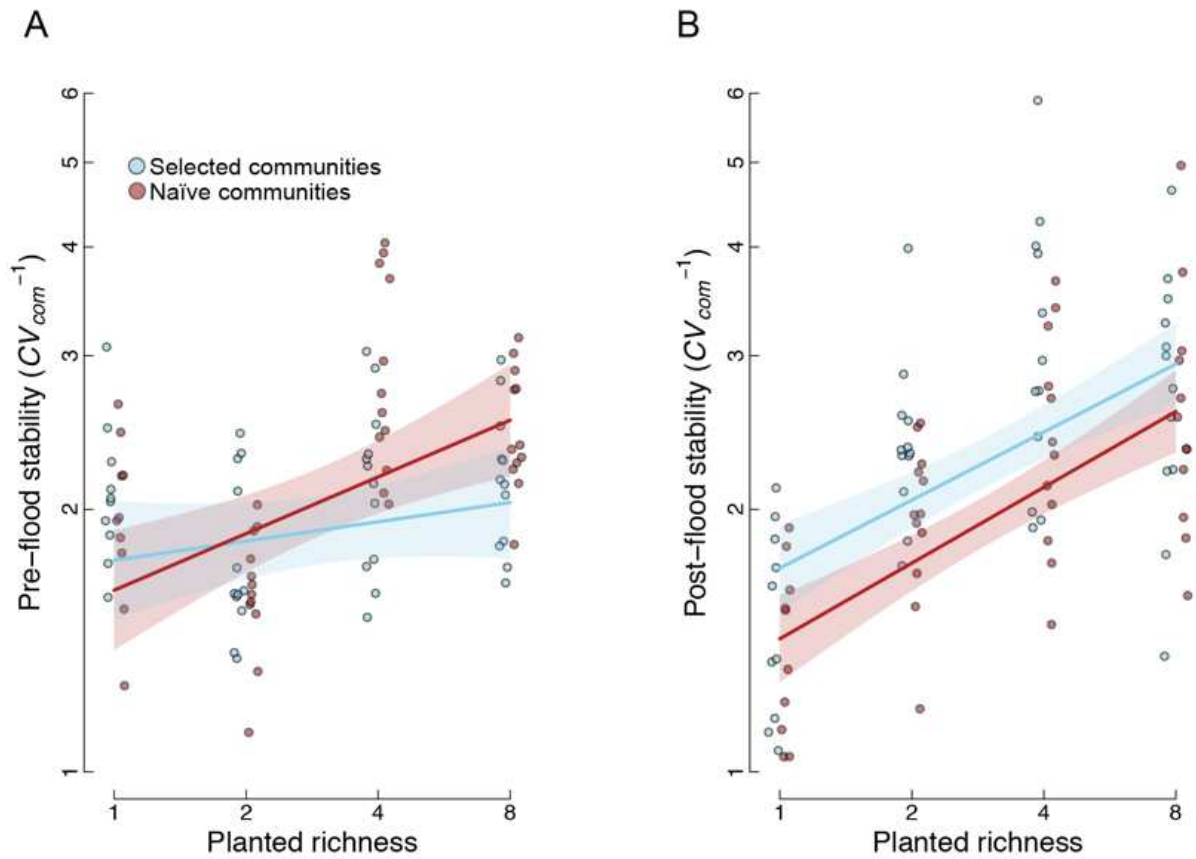 A
B
Pre–flood stability (CVcom⁻¹)
6
5
4
3
2
1
Selected communities
Naïve communities
1 2 4 8
Planted richness
Post–flood stability (CVcom⁻¹)
6
5
4
3
2
1
1 2 4 8
Planted richness